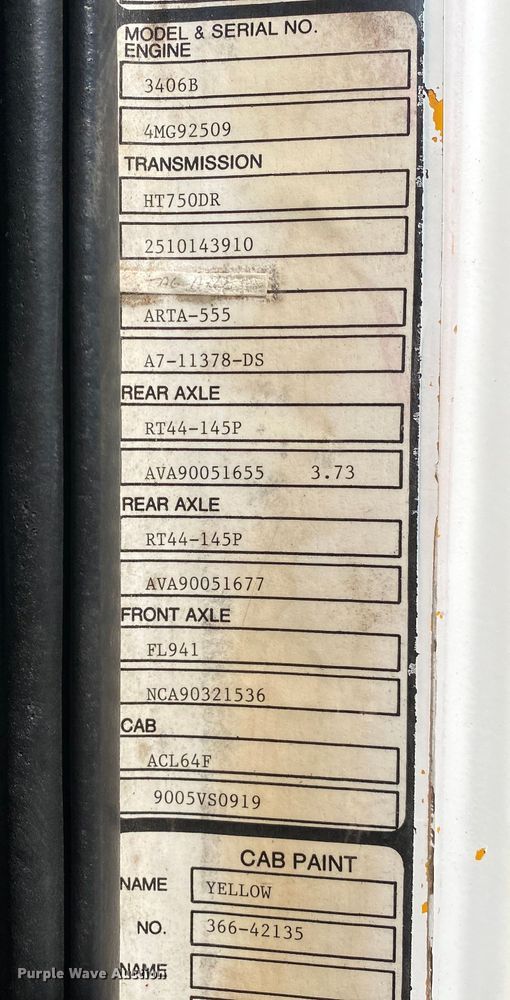 MODEL & SERIAL NO.
ENGINE
3406B
4MG92509
TRANSMISSION
HT750DR
2510143910
ARTA-555
A7-11378-DS
REAR AXLE
RT44-145P
AVA90051655 3.73
REAR AXLE
RT44-145P
AVA90051677
FRONT AXLE
FL941
NCA90321536
CAB
ACL64F
9005VS0919
CAB PAINT
NAME YELLOW
NO. 366-42135
NAME
Purple Wave Auction